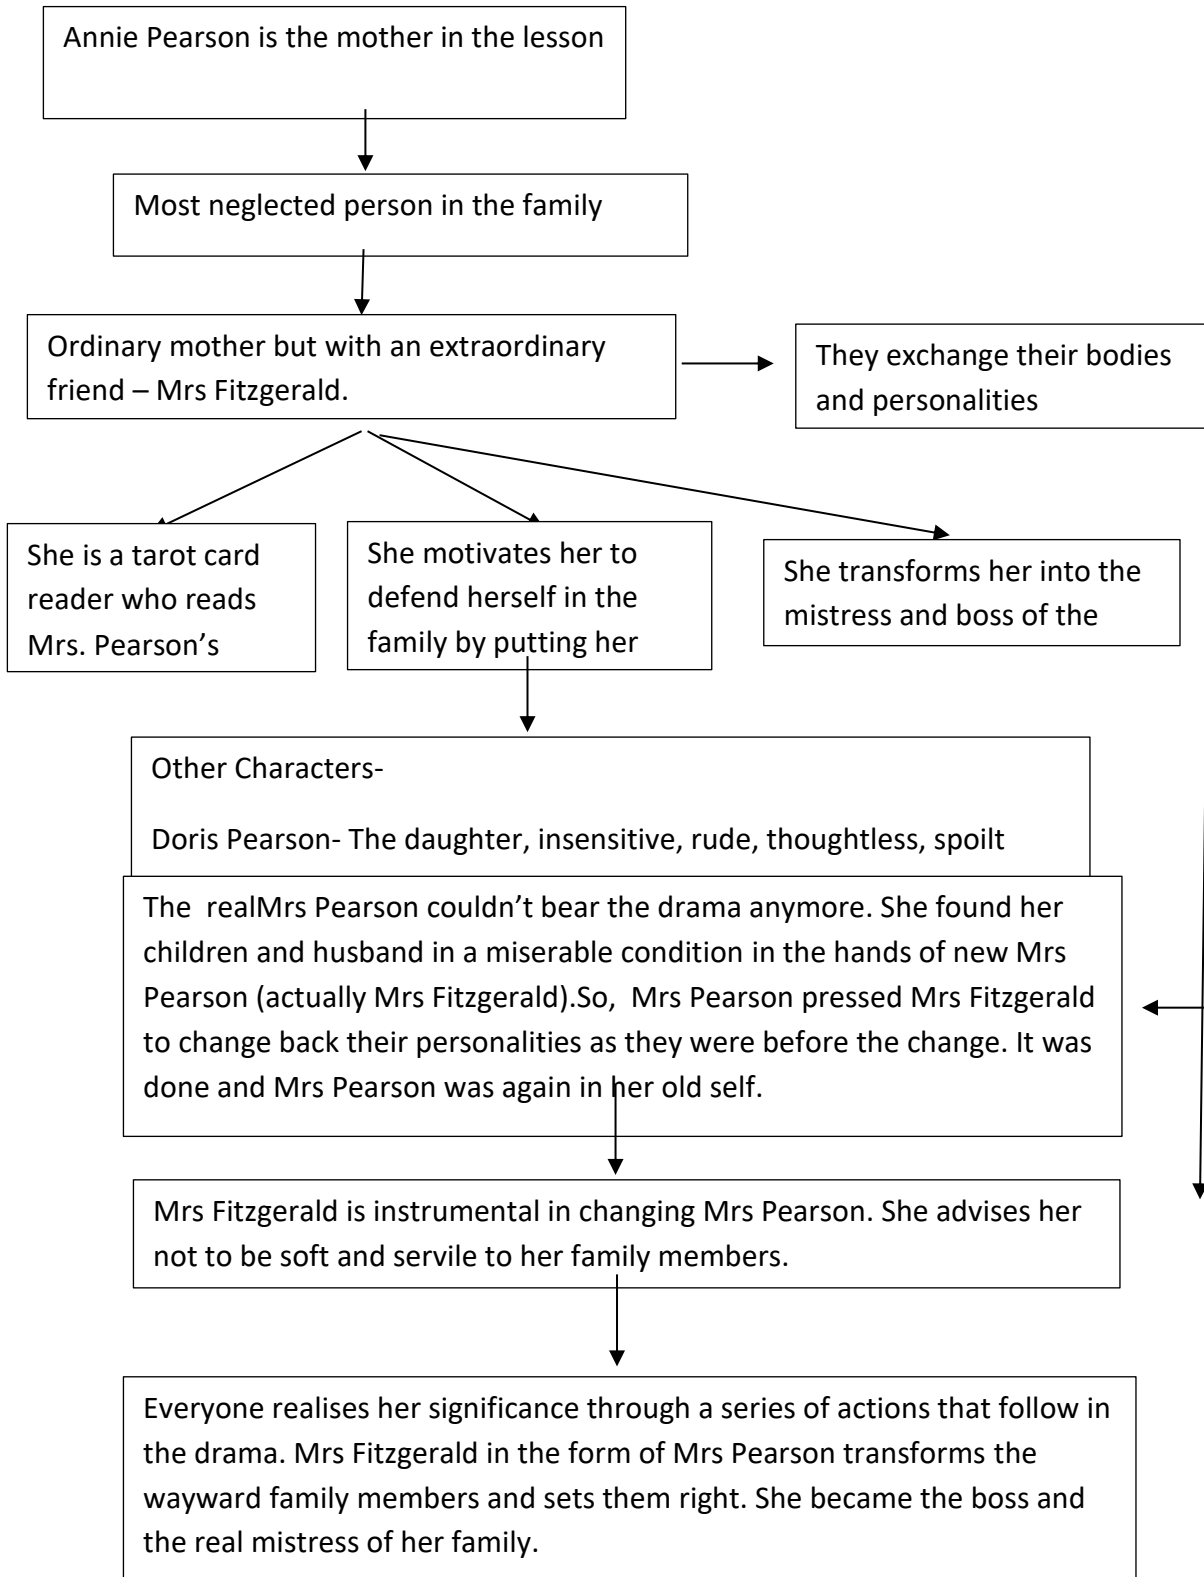 Annie Pearson is the mother in the lesson
Most neglected person in the family
Ordinary mother but with an extraordinary
friend – Mrs Fitzgerald.
They exchange their bodies
and personalities
She is a tarot card
reader who reads
Mrs. Pearson’s
She motivates her to
defend herself in the
family by putting her
She transforms her into the
mistress and boss of the
Other Characters-
Doris Pearson- The daughter, insensitive, rude, thoughtless, spoilt
The  realMrs Pearson couldn’t bear the drama anymore. She found her
children and husband in a miserable condition in the hands of new Mrs
Pearson (actually Mrs Fitzgerald).So,  Mrs Pearson pressed Mrs Fitzgerald
to change back their personalities as they were before the change. It was
done and Mrs Pearson was again in her old self.
Mrs Fitzgerald is instrumental in changing Mrs Pearson. She advises her
not to be soft and servile to her family members.
Everyone realises her significance through a series of actions that follow in
the drama. Mrs Fitzgerald in the form of Mrs Pearson transforms the
wayward family members and sets them right. She became the boss and
the real mistress of her family.